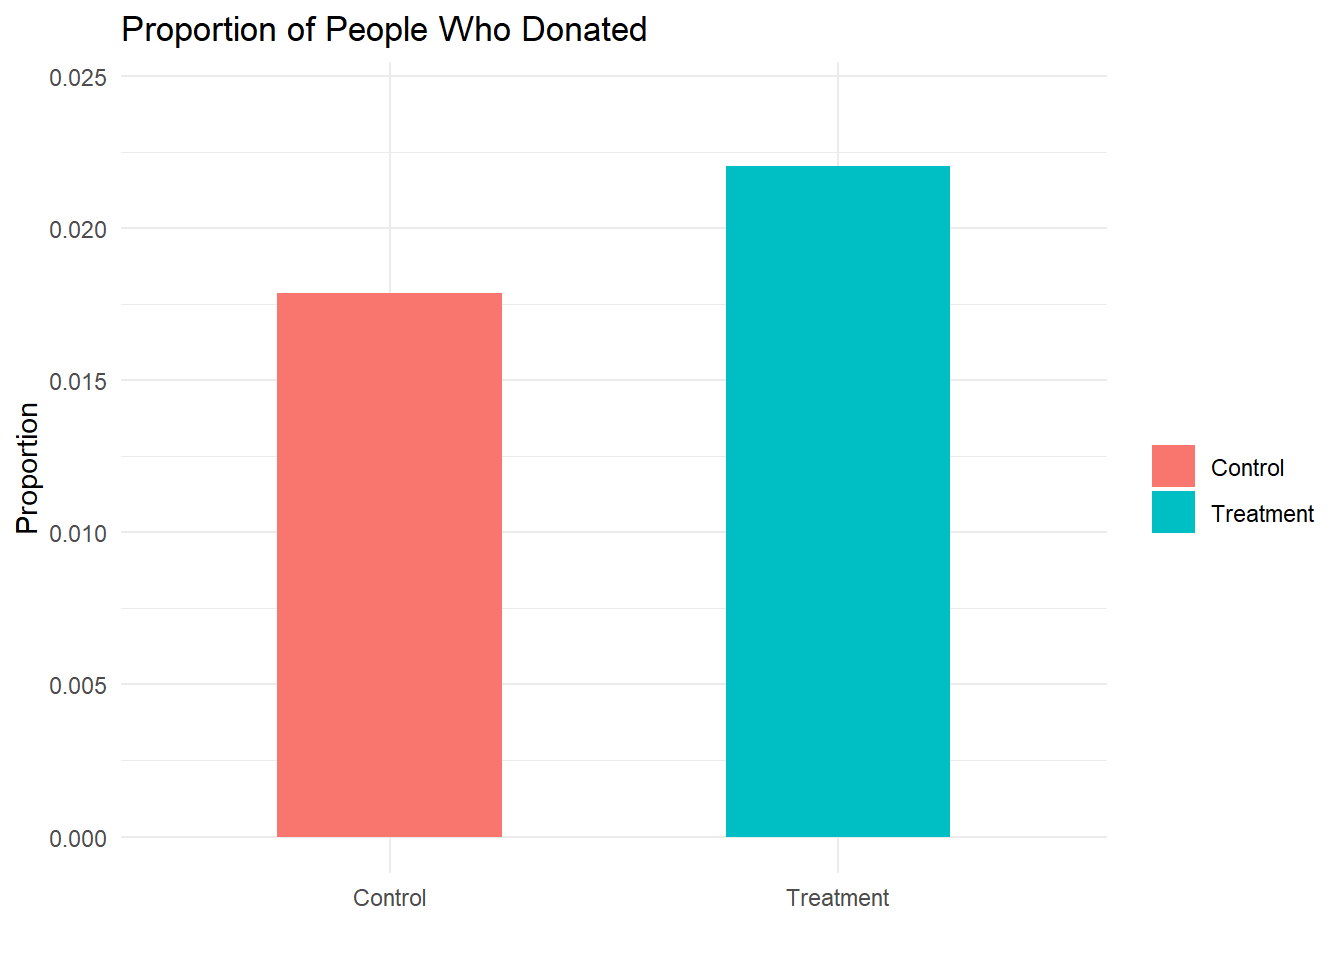 Proportion of People Who Donated
0.025
0.020
0.015
0.010
0.005
0.000
Proportion
Control
Treatment
Control
Treatment